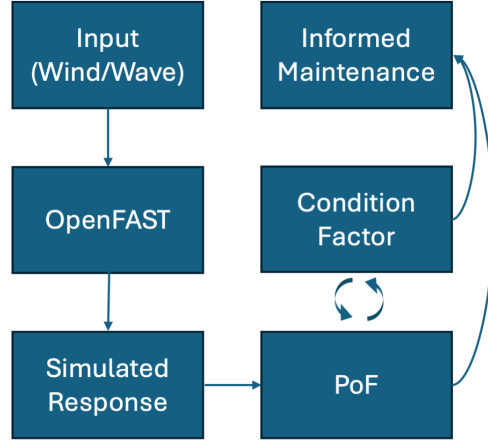 Input
(Wind/Wave)
OpenFAST
Simulated
Response
PoF
Condition
Factor
Informed
Maintenance